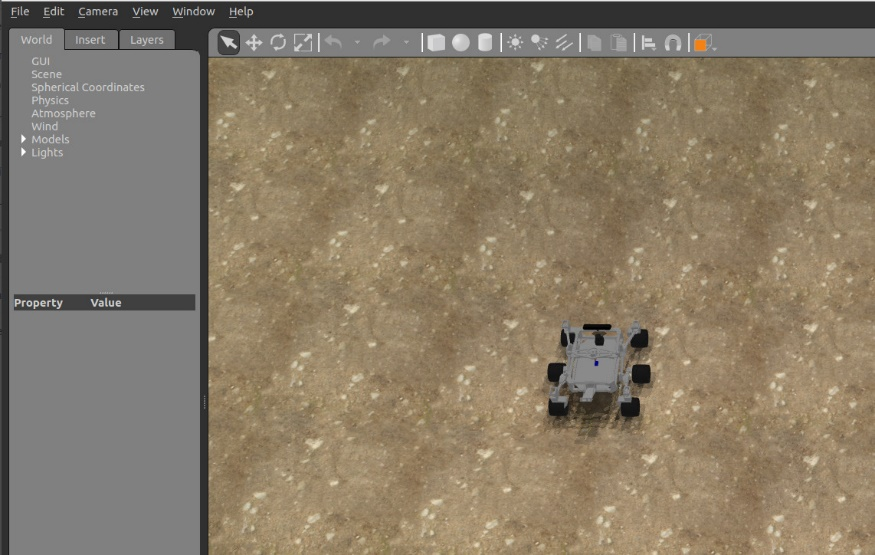 File Edit Camera View Window Help
World Insert Layers
GUI
Scene
Spherical Coordinates
Physics
Atmosphere
Wind
Models
Lights
Property Value